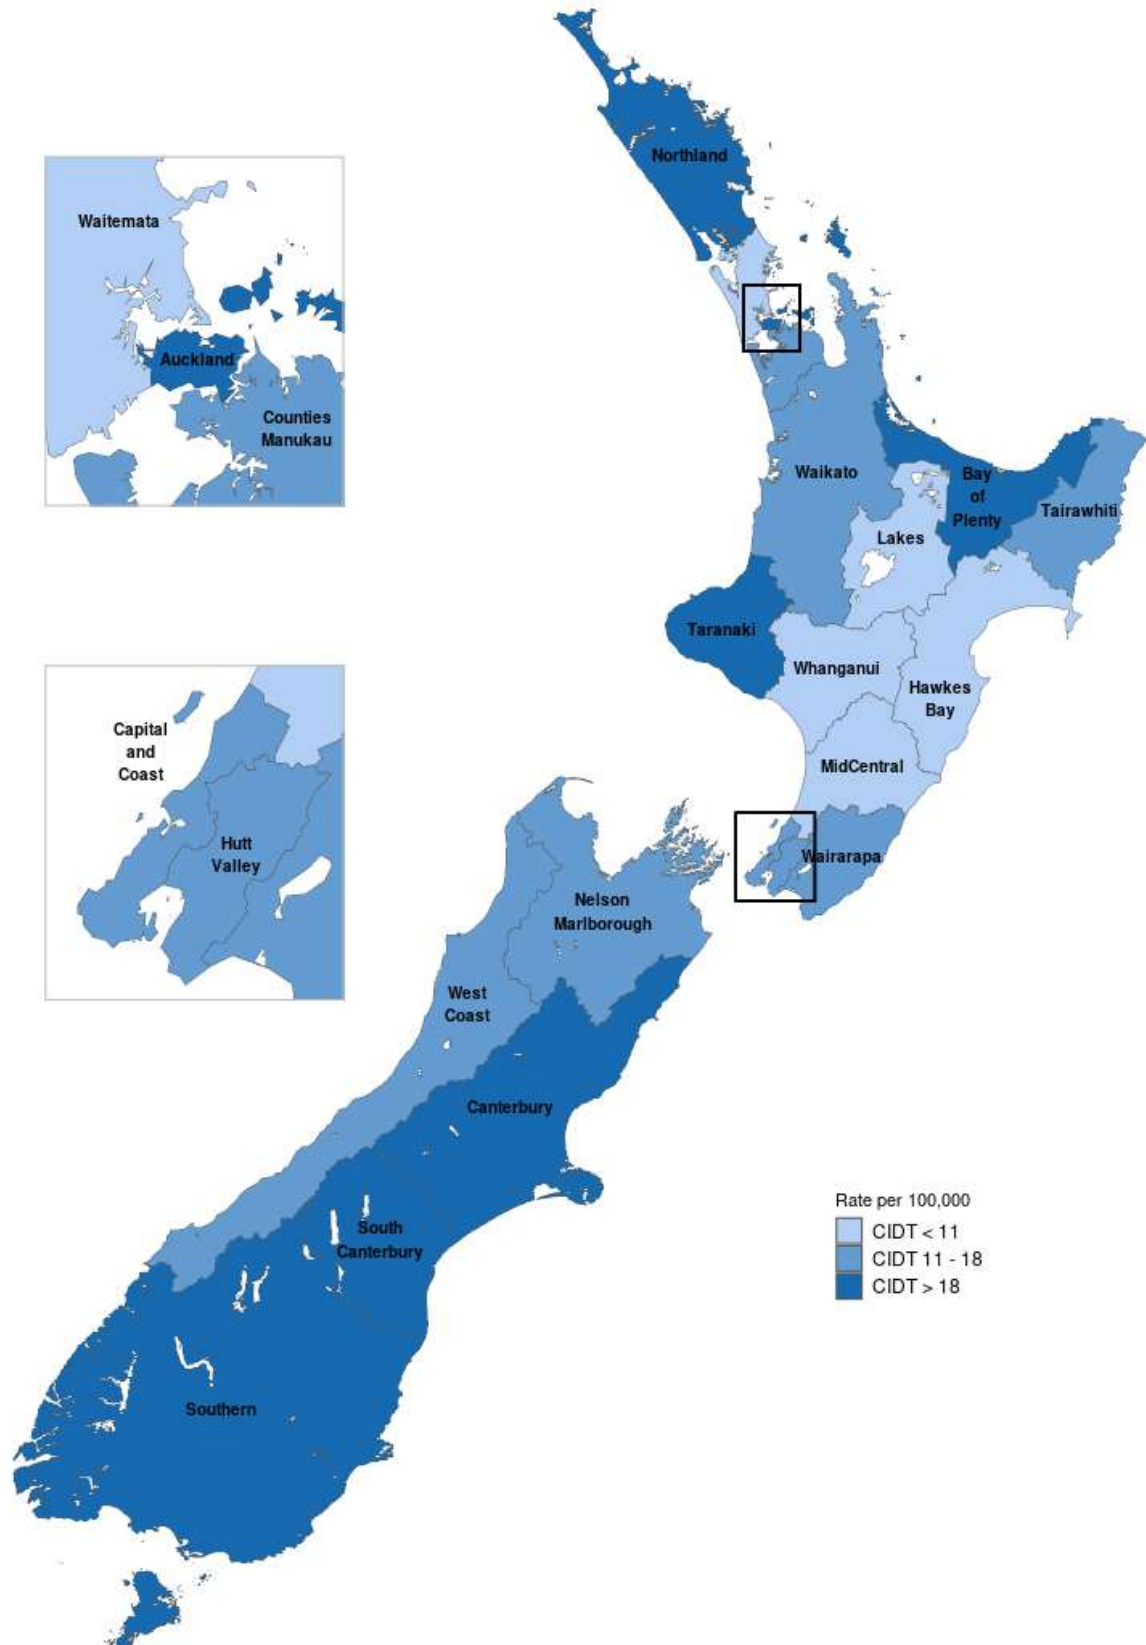 Northland
Waitemata
Auckland
Counties
Manukau
Waikato
Bay
of
Plenty
Tairawhiti
Lakes
Taranaki
Whanganui
Hawkes
Bay
MidCentral
Capital
and
Coast
Hutt
Valley
Wairarapa
Nelson
Marlborough
West
Coast
Canterbury
South
Canterbury
Southern
Rate per 100,000
CIDT < 11
CIDT 11 - 18
CIDT > 18